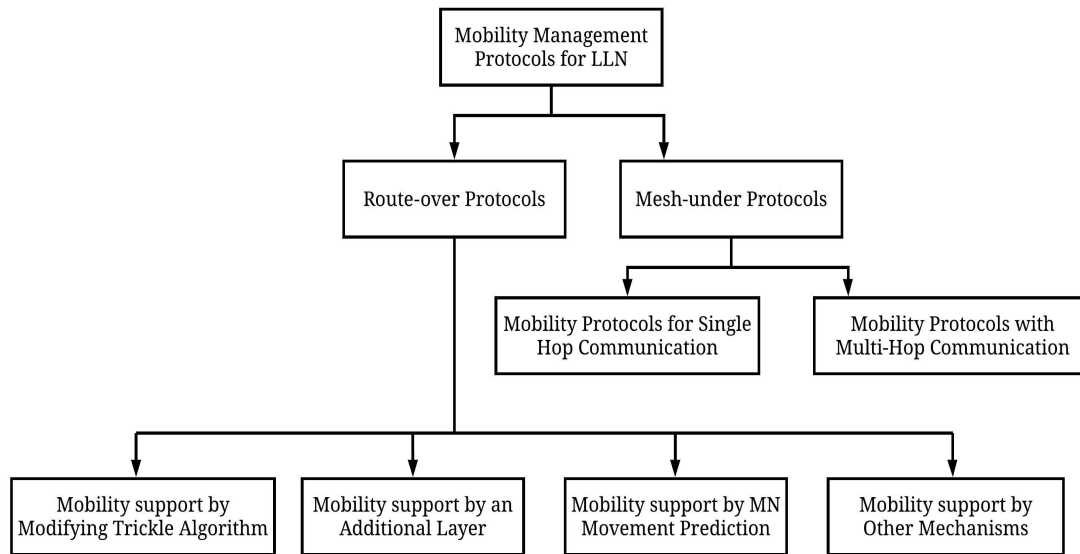 Mobility Management
Protocols for LLN
Route-over Protocols
Mesh-under Protocols
Mobility Protocols for Single
Hop Communication
Mobility Protocols with
Multi-Hop Communication
Mobility support by
Modifying Trickle Algorithm
Mobility support by an
Additional Layer
Mobility support by MN
Movement Prediction
Mobility support by
Other Mechanisms